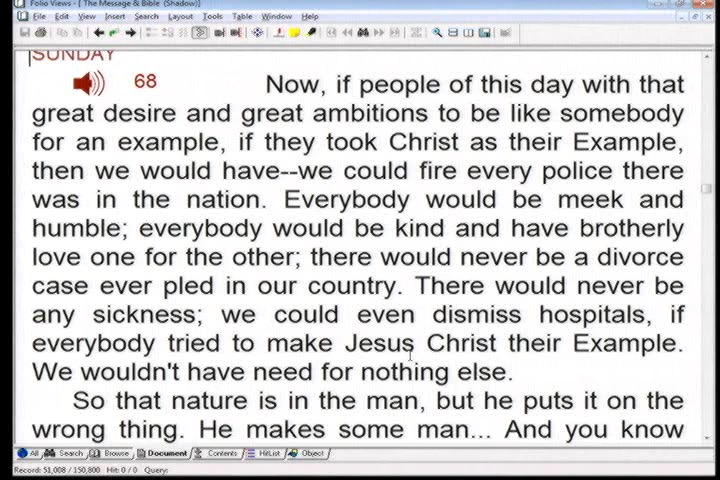 Folio Views - [ The Message & Bible (Shadow)]
File Edit View Insert Search Layout Tools Table Window Help
SUNDAY
68 Now, if people of this day with that
great desire and great ambitions to be like somebody
for an example, if they took Christ as their Example,
then we would have--we could fire every police there
was in the nation. Everybody would be meek and
humble; everybody would be kind and have brotherly
love one for the other; there would never be a divorce
case ever pled in our country. There would never be
any sickness; we could even dismiss hospitals, if
everybody tried to make Jesus Christ their Example.
We wouldn't have need for nothing else.
So that nature is in the man, but he puts it on the
wrong thing. He makes some man... And you know
All Search Browse Document Contents HitList Object
Record: 51,008 / 150,800 Hit: 0 / 0 Query: